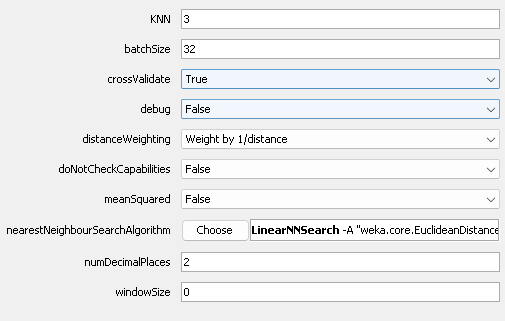 KNN 3
batchSize 32
crossValidate True
debug False
distanceWeighting Weight by 1/distance
doNotCheckCapabilities False
meanSquared False
nearestNeighbourSearchAlgorithm Choose LinearNNSearch -A "weka.core.EuclideanDistance
numDecimalPlaces 2
windowSize 0